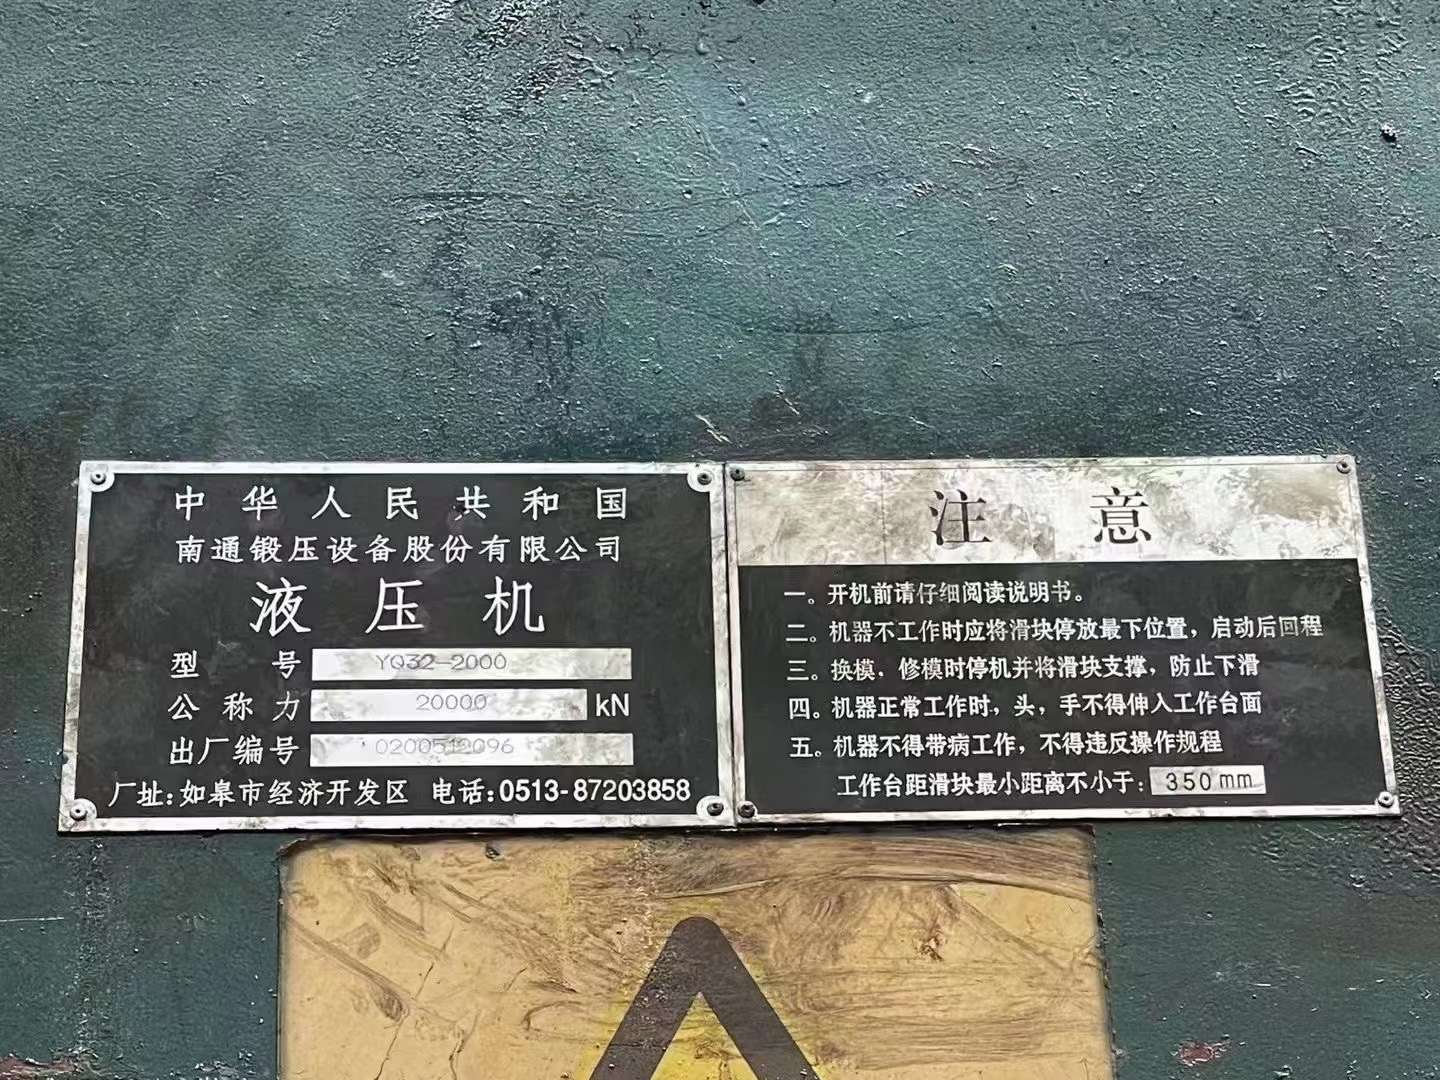 中华人民共和国
南通锻压设备股份有限公司
液压机
型号 YQ32-2000
公称力 20000 kN
出厂编号 0200512096
厂址:如皋市经济开发区 电话:0513-87203858
注意
一。开机前请仔细阅读说明书。
二。机器不工作时应将滑块停放最下位置，启动后回程
三。换模，修模时停机并将滑块支撑，防止下滑
四。机器正常工作时，头，手不得伸入工作台面
五。机器不得带病工作，不得违反操作规程
工作台距滑块最小距离不小于: 350mm